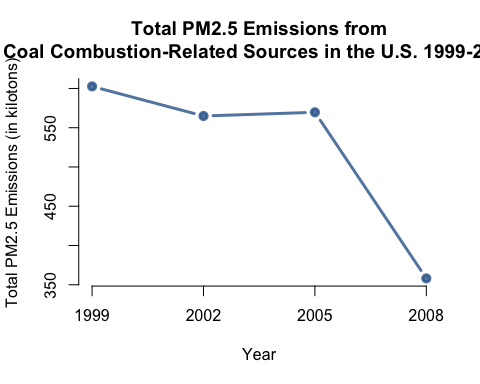 Total PM2.5 Emissions from
Coal Combustion-Related Sources in the U.S. 1999-2
Total PM2.5 Emissions (in kilotons)
550
450
350
1999 2002 2005 2008
Year